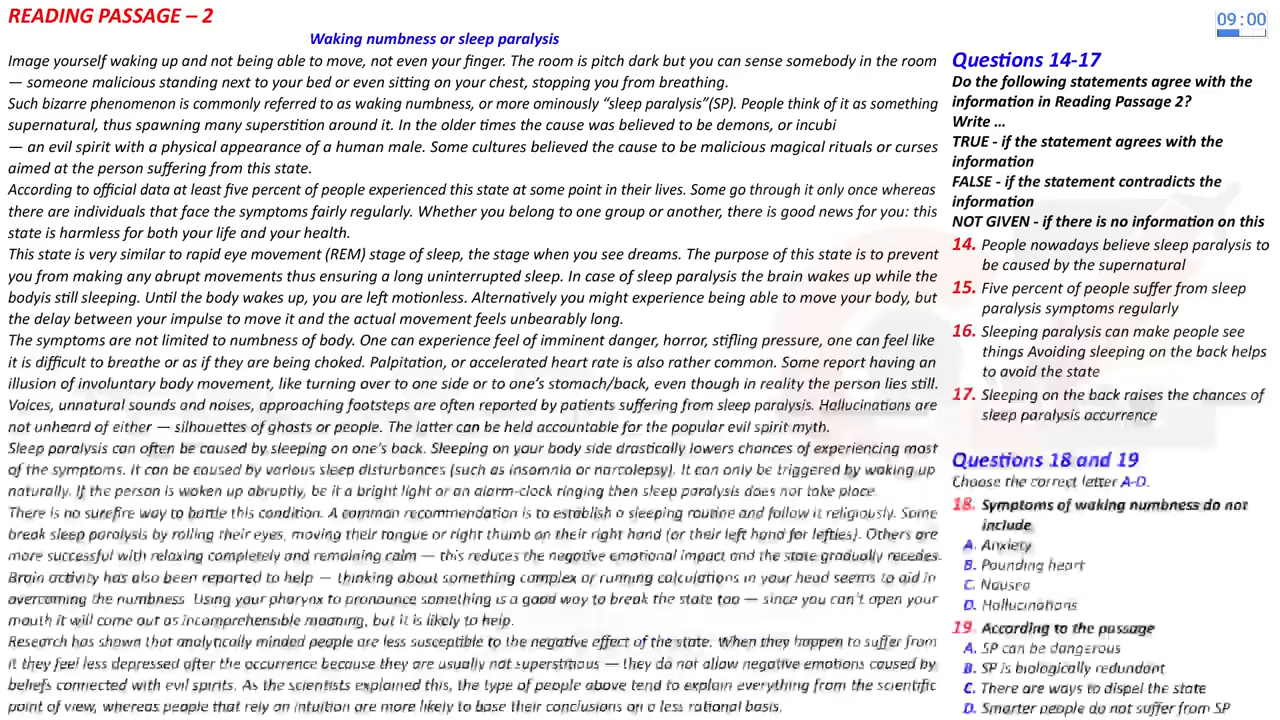 READING PASSAGE – 2
Waking numbness or sleep paralysis
Image yourself waking up and not being able to move, not even your finger. The room is pitch dark but you can sense somebody in the room
— someone malicious standing next to your bed or even sitting on your chest, stopping you from breathing.
Such bizarre phenomenon is commonly referred to as waking numbness, or more ominously “sleep paralysis”(SP). People think of it as something
supernatural, thus spawning many superstition around it. In the older times the cause was believed to be demons, or incubi
— an evil spirit with a physical appearance of a human male. Some cultures believed the cause to be malicious magical rituals or curses
aimed at the person suffering from this state.
According to official data at least five percent of people experienced this state at some point in their lives. Some go through it only once whereas
there are individuals that face the symptoms fairly regularly. Whether you belong to one group or another, there is good news for you: this
state is harmless for both your life and your health.
This state is very similar to rapid eye movement (REM) stage of sleep, the stage when you see dreams. The purpose of this state is to prevent
you from making any abrupt movements thus ensuring a long uninterrupted sleep. In case of sleep paralysis the brain wakes up while the
bodyis still sleeping. Until the body wakes up, you are left motionless. Alternatively you might experience being able to move your body, but
the delay between your impulse to move it and the actual movement feels unbearably long.
The symptoms are not limited to numbness of body. One can experience feel of imminent danger, horror, stifling pressure, one can feel like
it is difficult to breathe or as if they are being choked. Palpitation, or accelerated heart rate is also rather common. Some report having an
illusion of involuntary body movement, like turning over to one side or to one’s stomach/back, even though in reality the person lies still.
Voices, unnatural sounds and noises, approaching footsteps are often reported by patients suffering from sleep paralysis. Hallucinations are
not unheard of either — silhouettes of ghosts or people. The latter can be held accountable for the popular evil spirit myth.
Sleep paralysis can often be caused by sleeping on one’s back. Sleeping on your body side drastically lowers chances of experiencing most
of the symptoms. It can be caused by various sleep disturbances (such as insomnia or narcolepsy). It can only be triggered by waking up
naturally. If the person is woken up abruptly, be it a bright light or an alarm-clock ringing then sleep paralysis does not take place.
There is no surefire way to battle this condition. A common recommendation is to establish a sleeping routine and follow it religiously. Some
break sleep paralysis by rolling their eyes, moving their tongue or right thumb on their right hand (or their left hand for lefties). Others are
more successful with relaxing completely and remaining calm — this reduces the negative emotional impact and the state gradually recedes.
Brain activity has also been reported to help — thinking about something complex or running calculations in your head seems to aid in
overcoming the numbness. Using your pharynx to pronounce something is a good way to break the state too — since you can’t open your
mouth it will come out as incomprehensible moaning, but it is likely to help.
Research has shown that analytically minded people are less susceptible to the negative effect of the state. When they happen to suffer from
it they feel less depressed after the occurrence because they are usually not superstitious — they do not allow negative emotions caused by
beliefs connected with evil spirits. As the scientists explained this, the type of people above tend to explain everything from the scientific
point of view, whereas people that rely on intuition are more likely to base their conclusions on a less rational basis.
09:00
Questions 14-17
Do the following statements agree with the
information in Reading Passage 2?
Write ...
TRUE - if the statement agrees with the
information
FALSE - if the statement contradicts the
information
NOT GIVEN - if there is no information on this
14. People nowadays believe sleep paralysis to
be caused by the supernatural
15. Five percent of people suffer from sleep
paralysis symptoms regularly
16. Sleeping paralysis can make people see
things Avoiding sleeping on the back helps
to avoid the state
17. Sleeping on the back raises the chances of
sleep paralysis occurrence
Questions 18 and 19
Choose the correct letter A-D.
18. Symptoms of waking numbness do not
include
A. Anxiety
B. Pounding heart
C. Nausea
D. Hallucinations
19 According to the passage
A. SP can be dangerous
B. SP is biologically redundant
C. There are ways to dispel the state
D. Smarter people do not suffer from SP